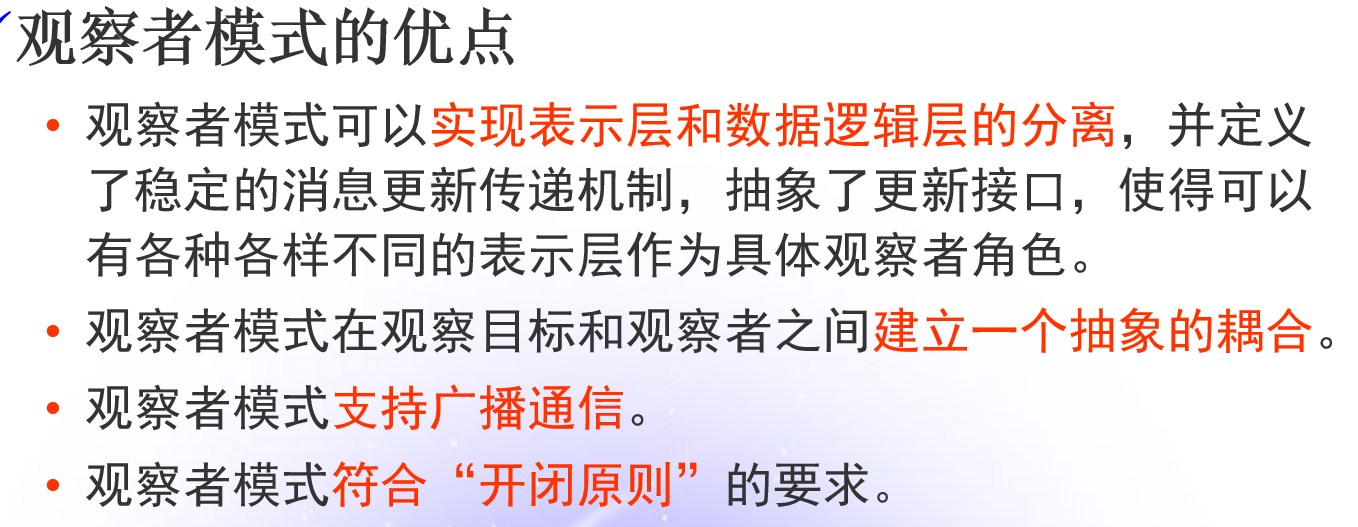 观察者模式的优点
• 观察者模式可以实现表示层和数据逻辑层的分离，并定义
了稳定的消息更新传递机制，抽象了更新接口，使得可以
有各种各样不同的表示层作为具体观察者角色。
• 观察者模式在观察目标和观察者之间建立一个抽象的耦合。
• 观察者模式支持广播通信。
• 观察者模式符合“开闭原则”的要求。